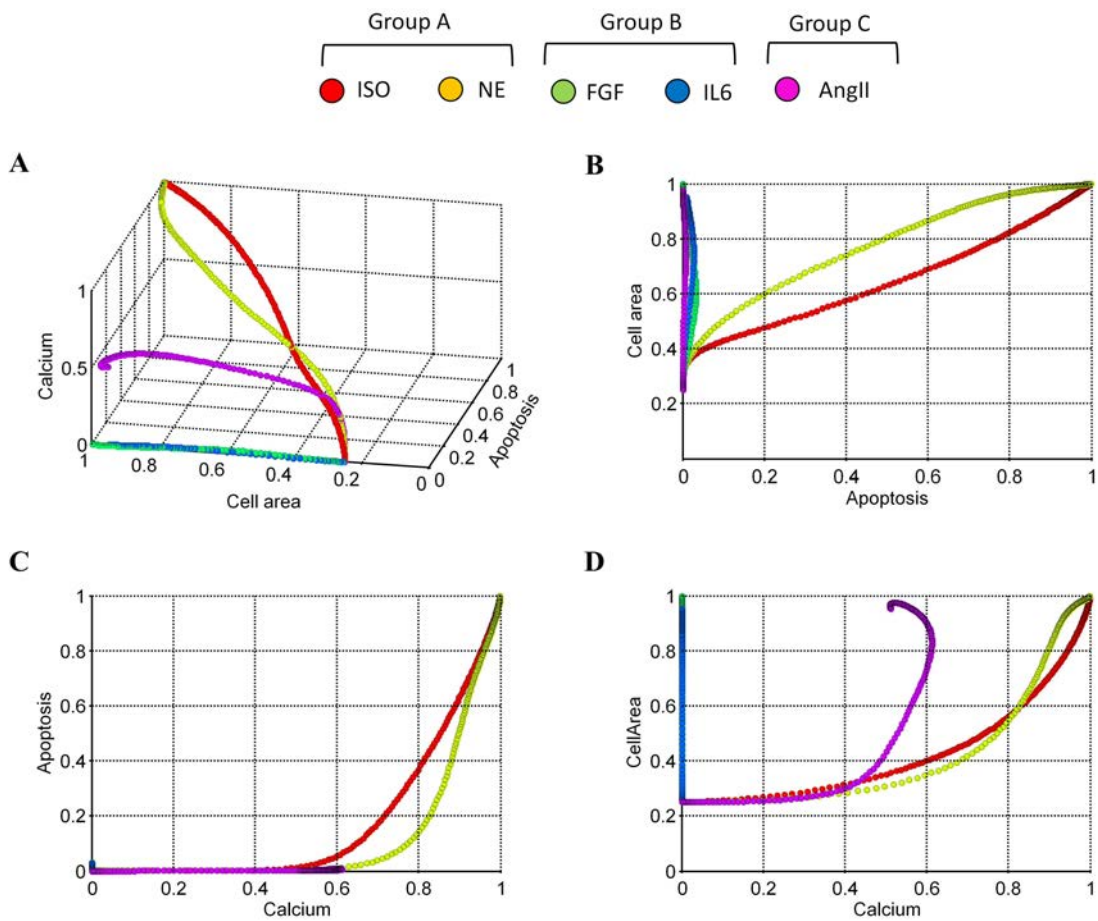 Group A Group B Group C
ISO NE FGF IL6 AngII
A
Calcium
1
0.5
0
1 0.8 0.6 0.4 0.2 0
Cell area
0 0.2 0.4 0.6 0.8 1
Apoptosis
B
Cell area
1
0.8
0.6
0.4
0.2
0 0.2 0.4 0.6 0.8 1
Apoptosis
C
Apoptosis
1
0.8
0.6
0.4
0.2
0
0 0.2 0.4 0.6 0.8 1
Calcium
D
CellArea
1
0.8
0.6
0.4
0.2
0
0 0.2 0.4 0.6 0.8 1
Calcium